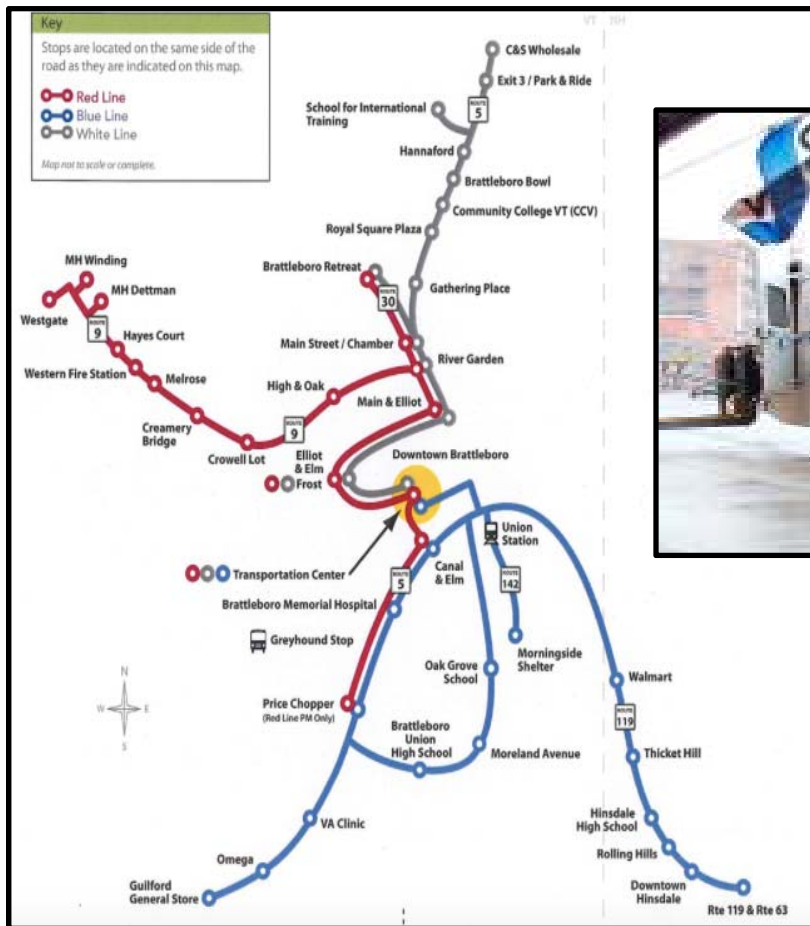 Key
Stops are located on the same side of the
road as they are indicated on this map.
Red Line
Blue Line
White Line
Map not to scale or complete.
VT NH
C&S Wholesale
Exit 3 / Park & Ride
School for International
Training
ROUTE
5
Hannaford
Brattleboro Bowl
Community College VT (CCV)
Royal Square Plaza
MH Winding
Brattleboro Retreat
MH Dettman
Gathering Place
ROUTE
30
Westgate
ROUTE
9
Hayes Court
Main Street / Chamber
River Garden
Western Fire Station
Melrose
High & Oak
Main & Elliot
Creamery
Bridge
ROUTE
9
Crowell Lot
Elliot
& Elm
Downtown Brattleboro
Frost
Union
Station
Transportation Center
Canal
& Elm
ROUTE
5
ROUTE
142
Brattleboro Memorial Hospital
Greyhound Stop
Morningside
Shelter
Oak Grove
School
Walmart
N
W E
S
Price Chopper
(Red Line PM Only)
ROUTE
119
Brattleboro
Union
High School
Moreland Avenue
Thicket Hill
VA Clinic
Hinsdale
High School
Rolling Hills
Omega
Guilford
General Store
Downtown
Hinsdale
Rte 119 & Rte 63